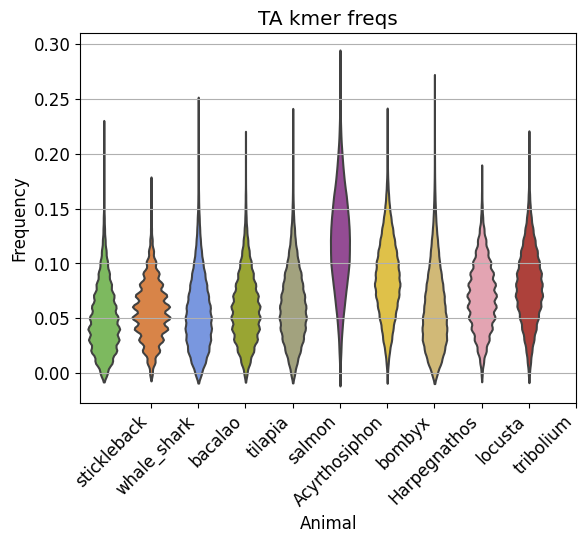 TA kmer freqs
0.30
0.25
0.20
0.15
0.10
0.05
0.00
Frequency
stickleback
whale_shark
bacalao
tilapia
salmon
Acyrthosiphon
bombyx
Harpegnathos
locusta
tribolium
Animal